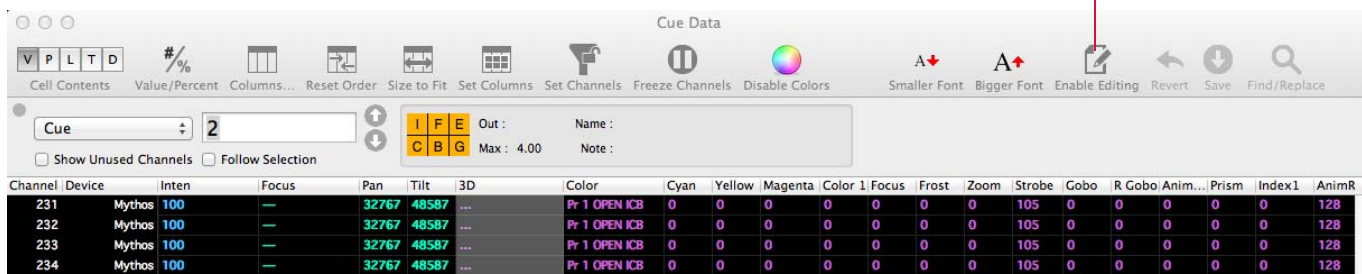 Cue Data
V P L T D #/% A A
Cell Contents Value/Percent Columns... Reset Order Size to Fit Set Columns Set Channels Freeze Channels Disable Colors Smaller Font Bigger Font Enable Editing Revert Save Find/Replace
Cue 2 I F E Out : Name :
C B G Max : 4.00 Note :
Show Unused Channels Follow Selection
Channel Device Inten Focus Pan Tilt 3D Color Cyan Yellow Magenta Color 1 Focus Frost Zoom Strobe Gobo R Gobo Anim... Prism Index1 AnimR
231 Mythos 100 — 32767 48587 ... Pr 1 OPEN ICB 0 0 0 0 0 0 0 105 0 0 0 0 0 128
232 Mythos 100 — 32767 48587 ... Pr 1 OPEN ICB 0 0 0 0 0 0 0 105 0 0 0 0 0 128
233 Mythos 100 — 32767 48587 ... Pr 1 OPEN ICB 0 0 0 0 0 0 0 105 0 0 0 0 0 128
234 Mythos 100 — 32767 48587 ... Pr 1 OPEN ICB 0 0 0 0 0 0 0 105 0 0 0 0 0 128